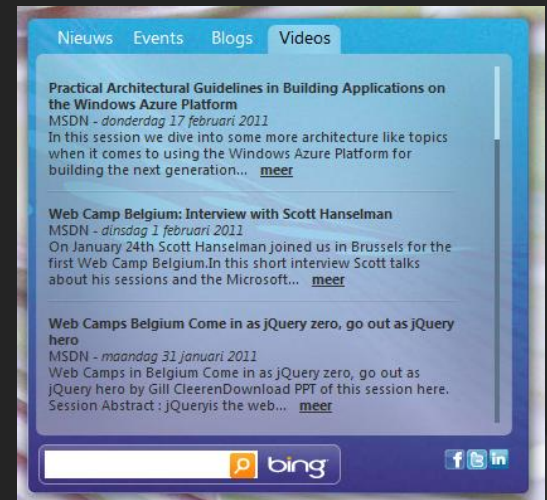 Nieuws Events Blogs Videos
Practical Architectural Guidelines in Building Applications on
the Windows Azure Platform
MSDN - donderdag 17 februari 2011
In this session we dive into some more architecture like topics
when it comes to using the Windows Azure Platform for
building the next generation... meer
Web Camp Belgium: Interview with Scott Hanselman
MSDN - dinsdag 1 februari 2011
On January 24th Scott Hanselman joined us in Brussels for the
first Web Camp Belgium.In this short interview Scott talks
about his sessions and the Microsoft... meer
Web Camps Belgium Come in as jQuery zero, go out as jQuery
hero
MSDN - maandag 31 januari 2011
Web Camps in Belgium Come in as jQuery zero, go out as
jQuery hero by Gill CleerenDownload PPT of this session here.
Session Abstract : jQueryis the web... meer
bing f t in